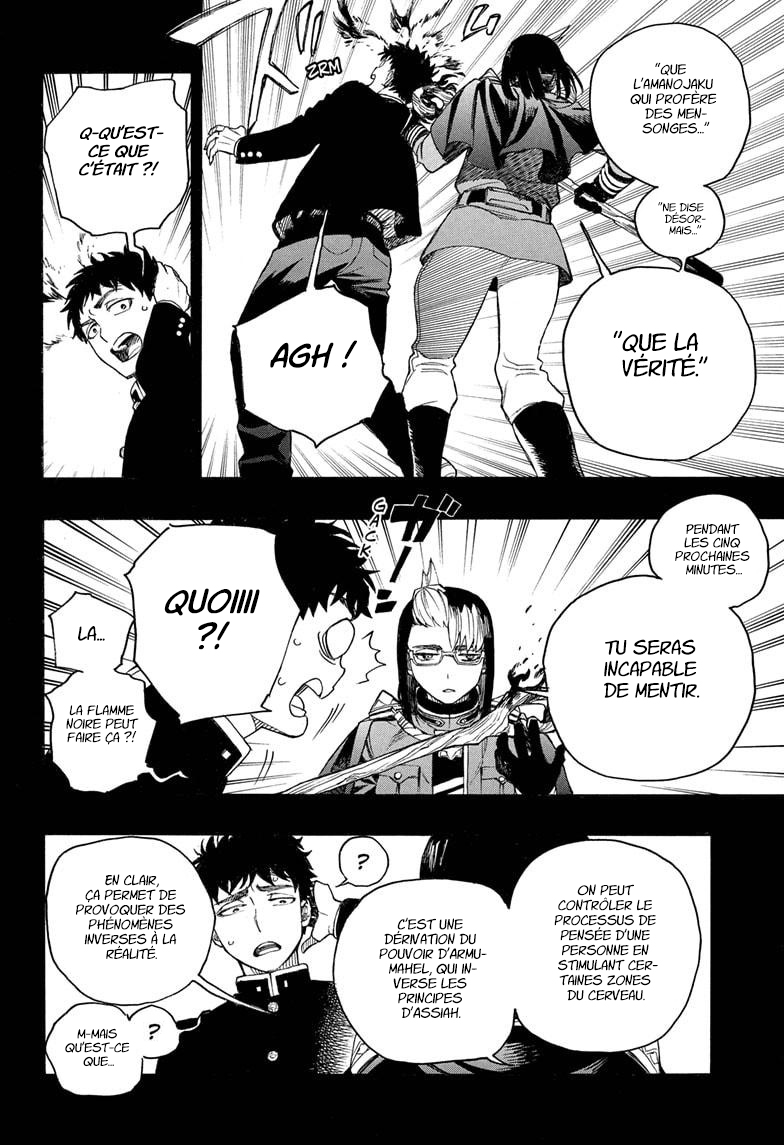 "QUE
L'AMANOJAKU
QUI PROFÈRE
DES MEN-
SONGES..."
"NE DISE
DÉSOR-
MAIS..."
"QUE LA
VÉRITÉ."
ZRM
AGH !
Q-QU'EST-
CE QUE
C'ÉTAIT ?!
PENDANT
LES CINQ
PROCHAINES
MINUTES...
TU SERAS
INCAPABLE
DE MENTIR.
ガーン
GACK
QUOIIII
?!
LA...
LA FLAMME
NOIRE PEUT
FAIRE ÇA ?!
ON PEUT
CONTRÔLER LE
PROCESSUS DE
PENSÉE D'UNE
PERSONNE EN
STIMULANT CER-
TAINES ZONES
DU CERVEAU.
?
C'EST UNE
DÉRIVATION DU
POUVOIR D'ARMU-
MAHEL, QUI IN-
VERSE LES
PRINCIPES
D'ASSIAH.
EN CLAIR,
ÇA PERMET DE
PROVOQUER DES
PHÉNOMÈNES
INVERSES À LA
RÉALITÉ.
?
M-MAIS
QU'EST-CE
QUE...